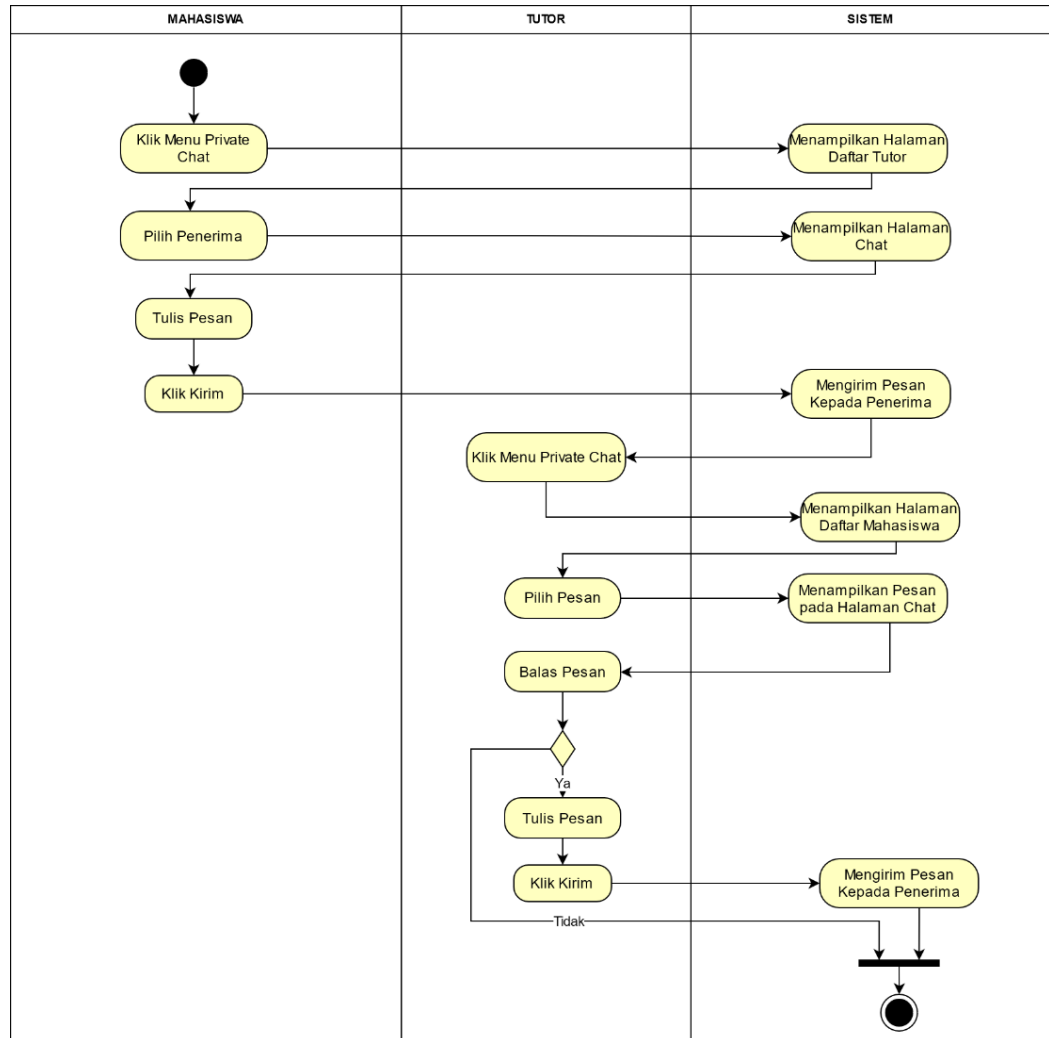 MAHASISWA
TUTOR
SISTEM
Klik Menu Private
Chat
Menampilkan Halaman
Daftar Tutor
Pilih Penerima
Menampilkan Halaman
Chat
Tulis Pesan
Klik Kirim
Mengirim Pesan
Kepada Penerima
Klik Menu Private Chat
Menampilkan Halaman
Daftar Mahasiswa
Pilih Pesan
Menampilkan Pesan
pada Halaman Chat
Balas Pesan
Ya
Tulis Pesan
Klik Kirim
Mengirim Pesan
Kepada Penerima
Tidak